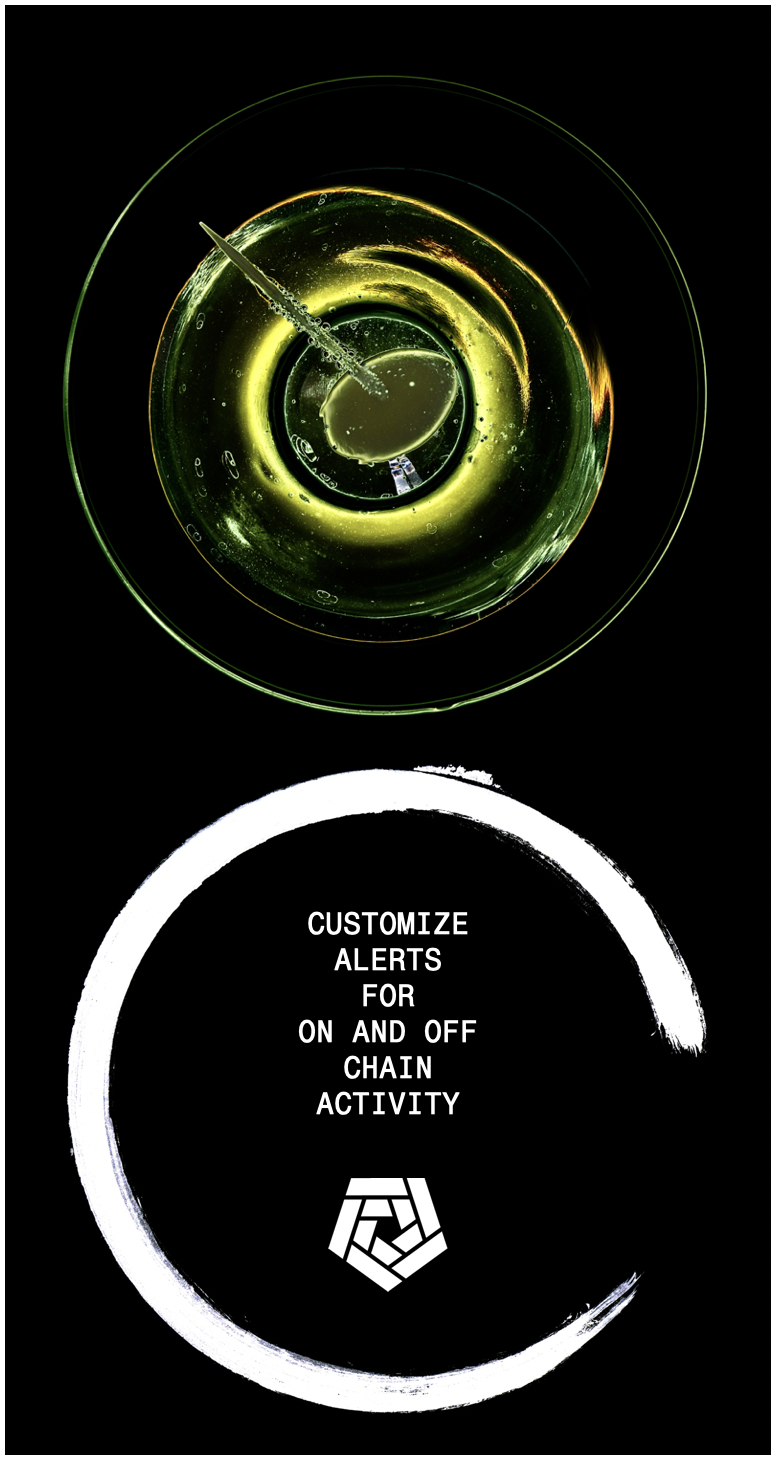 CUSTOMIZE
ALERTS
FOR
ON AND OFF
CHAIN
ACTIVITY